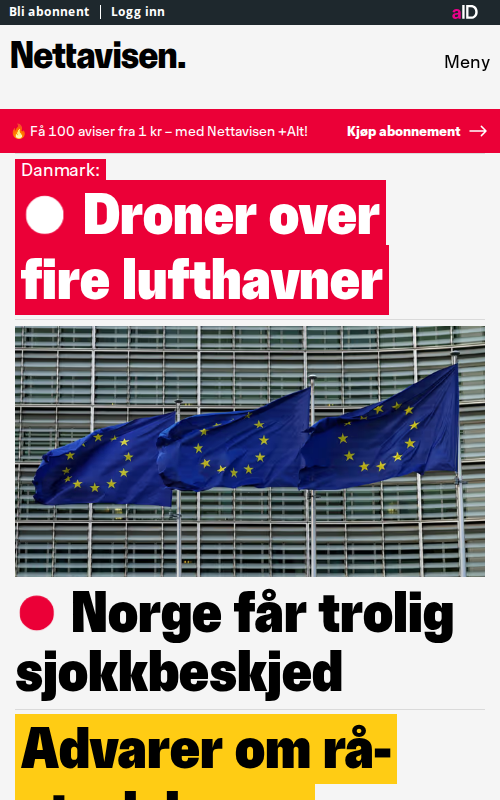 Bli abonnent | Logg inn
aID
Nettavisen.
Meny
🔥 Få 100 aviser fra 1 kr – med Nettavisen +Alt!
Kjøp abonnement →
Danmark:
Droner over
fire lufthavner
Norge får trolig
sjokkbeskjed
Advarer om rå-